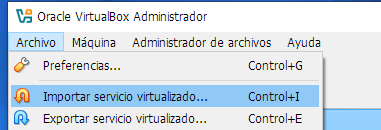 Oracle VirtualBox Administrador
Archivo Máquina Administrador de archivos Ayuda
Preferencias... Control+G
Importar servicio virtualizado... Control+I
Exportar servicio virtualizado... Control+E